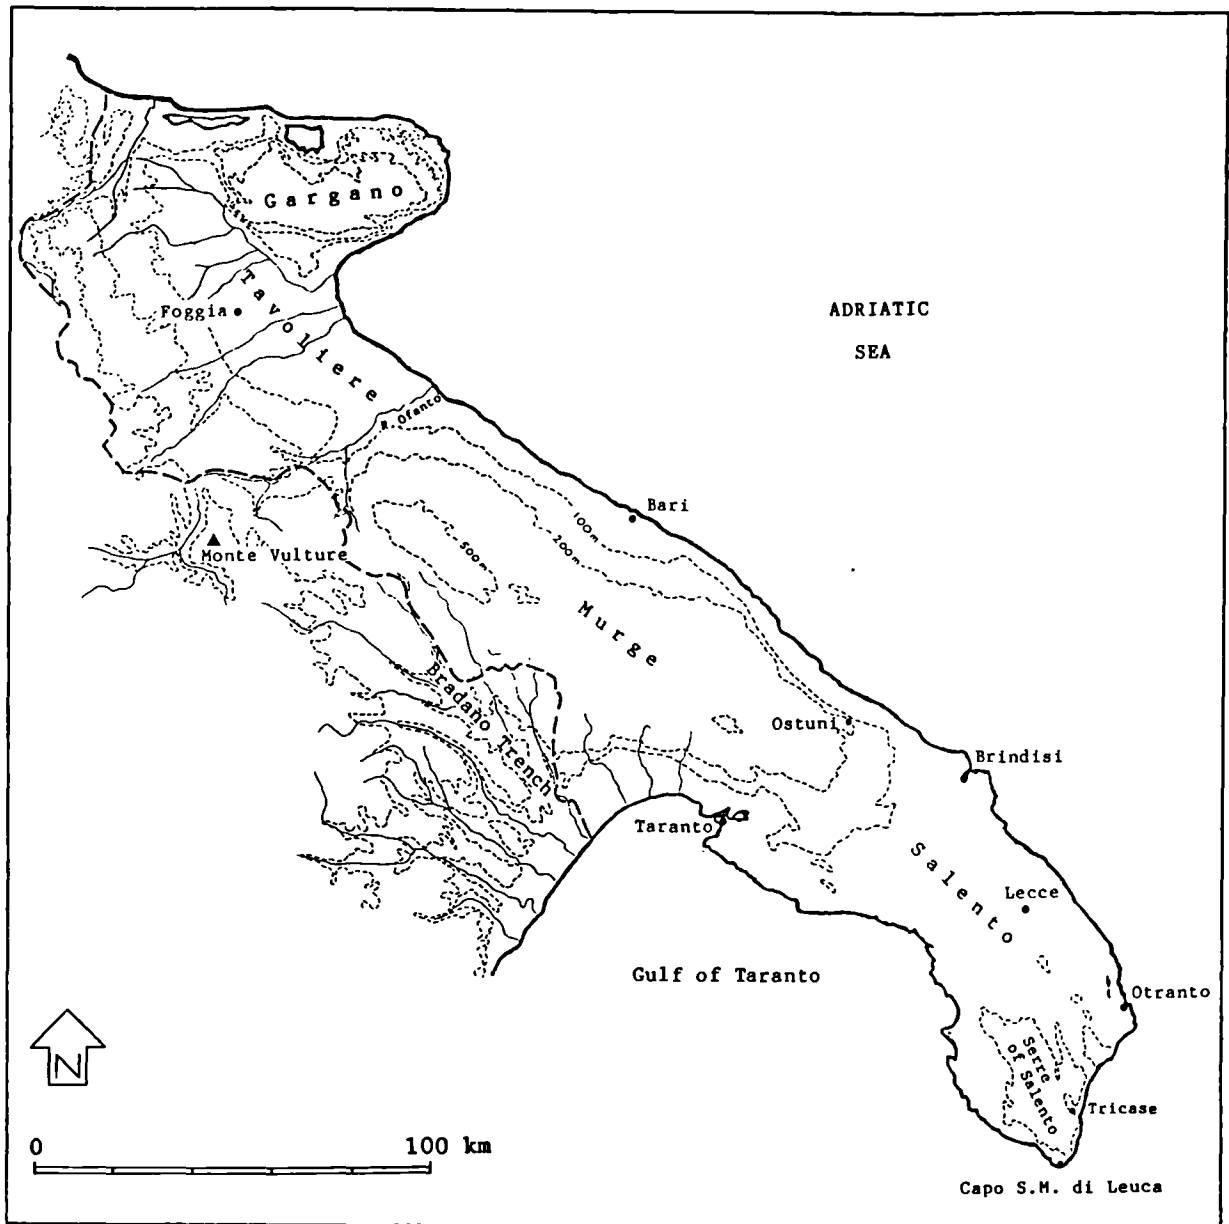 Gargano
ADRIATIC
SEA
Foggia
Tavoliere
R. Ofanto
Bari
100m
200m
500m
Monte Vulture
Murge
Bradano Trench
Ostuni
Brindisi
Taranto
Salento
Lecce
Gulf of Taranto
Otranto
Serre
of Salento
N
Tricase
0
100 km
Capo S.M. di Leuca